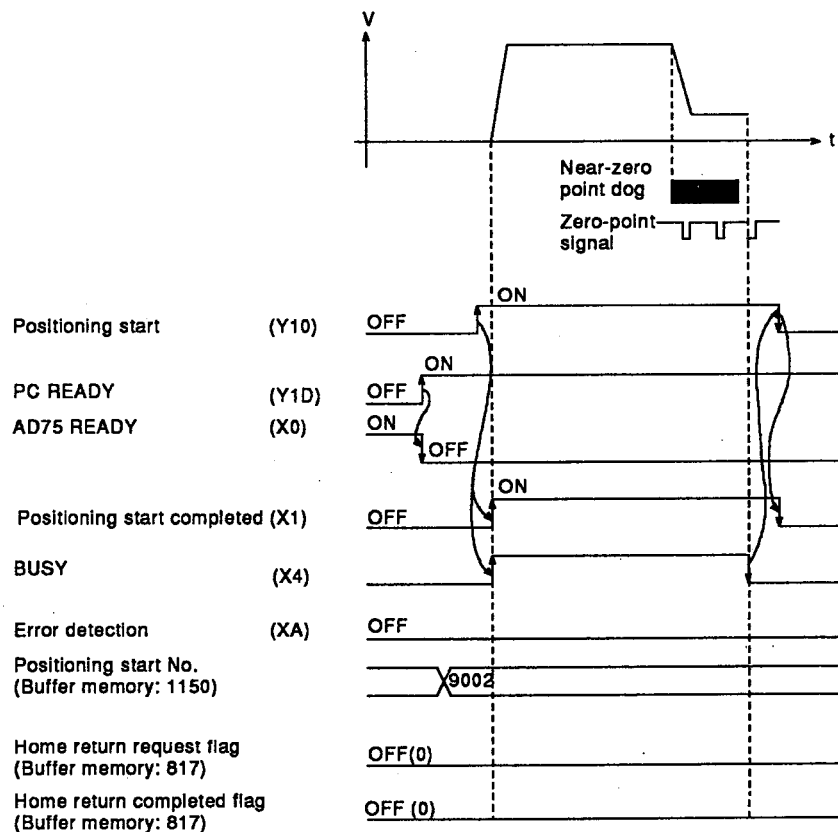 V
t
Near-zero
point dog
Zero-point
signal
ON
Positioning start (Y10) OFF
ON
PC READY (Y1D) OFF
AD75 READY (X0) ON
OFF
ON
Positioning start completed (X1) OFF
BUSY (X4)
Error detection (XA) OFF
Positioning start No.
(Buffer memory: 1150) 9002
Home return request flag
(Buffer memory: 817) OFF(0)
Home return completed flag
(Buffer memory: 817) OFF (0)